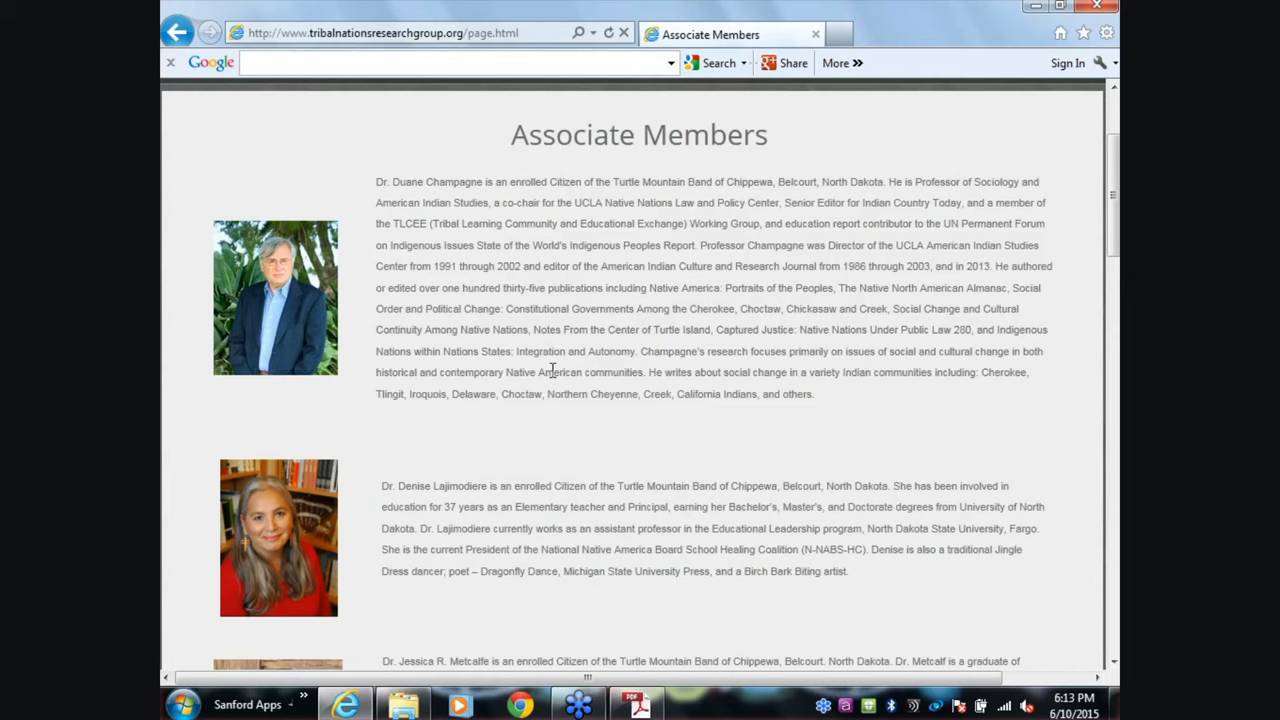 http://www.tribalnationsresearchgroup.org/page.html
Associate Members
Google
Search
Share
More »
Sign In
Associate Members
Dr. Duane Champagne is an enrolled Citizen of the Turtle Mountain Band of Chippewa, Belcourt, North Dakota. He is Professor of Sociology and
American Indian Studies, a co-chair for the UCLA Native Nations Law and Policy Center, Senior Editor for Indian Country Today, and a member of
the TLCEE (Tribal Learning Community and Educational Exchange) Working Group, and education report contributor to the UN Permanent Forum
on Indigenous Issues State of the World's Indigenous Peoples Report. Professor Champagne was Director of the UCLA American Indian Studies
Center from 1991 through 2002 and editor of the American Indian Culture and Research Journal from 1986 through 2003, and in 2013. He authored
or edited over one hundred thirty-five publications including Native America: Portraits of the Peoples, The Native North American Almanac, Social
Order and Political Change: Constitutional Governments Among the Cherokee, Choctaw, Chickasaw and Creek, Social Change and Cultural
Continuity Among Native Nations, Notes From the Center of Turtle Island, Captured Justice: Native Nations Under Public Law 280, and Indigenous
Nations within Nations States: Integration and Autonomy. Champagne's research focuses primarily on issues of social and cultural change in both
historical and contemporary Native American communities. He writes about social change in a variety Indian communities including: Cherokee,
Tlingit, Iroquois, Delaware, Choctaw, Northern Cheyenne, Creek, California Indians, and others.
Dr. Denise Lajimodiere is an enrolled Citizen of the Turtle Mountain Band of Chippewa, Belcourt, North Dakota. She has been involved in
education for 37 years as an Elementary teacher and Principal, earning her Bachelor's, Master's, and Doctorate degrees from University of North
Dakota. Dr. Lajimodiere currently works as an assistant professor in the Educational Leadership program, North Dakota State University, Fargo.
She is the current President of the National Native America Board School Healing Coalition (N-NABS-HC). Denise is also a traditional Jingle
Dress dancer; poet – Dragonfly Dance, Michigan State University Press, and a Birch Bark Biting artist.
Dr. Jessica R. Metcalfe is an enrolled Citizen of the Turtle Mountain Band of Chippewa, Belcourt. North Dakota. Dr. Metcalf is a graduate of
Sanford Apps »
PDF
6:13 PM
6/10/2015